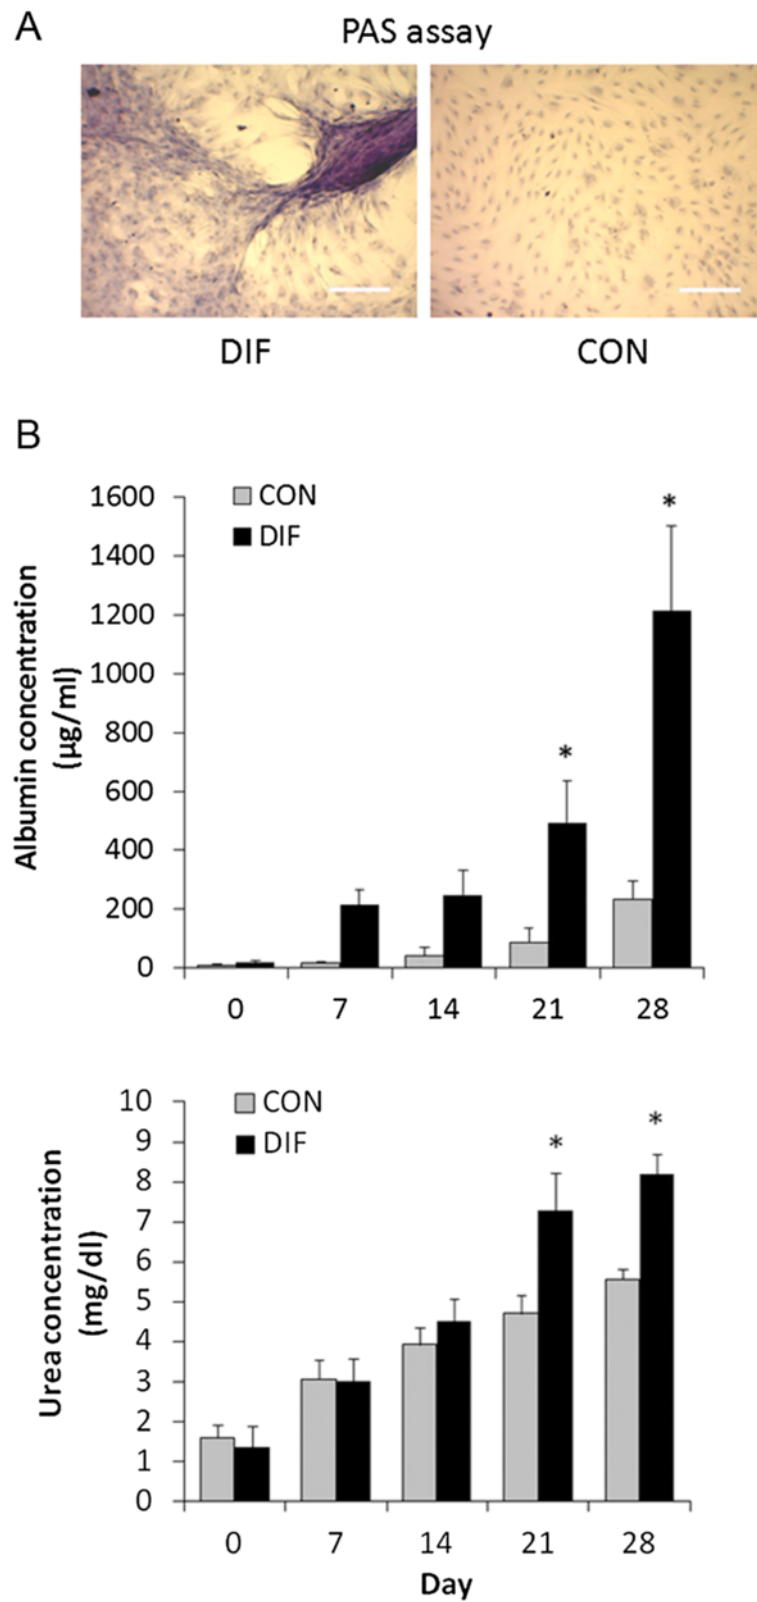 A
PAS assay
DIF
CON
B
1600
1400
1200
1000
800
600
400
200
0
Albumin concentration
(µg/ml)
CON
DIF
*
*
0
7
14
21
28
10
9
8
7
6
5
4
3
2
1
0
Urea concentration
(mg/dl)
CON
DIF
*
*
0
7
14
21
28
Day